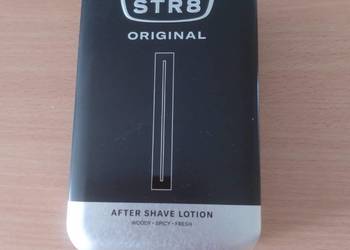 STR8
ORIGINAL
AFTER SHAVE LOTION
WOODY - SPICY - FRESH